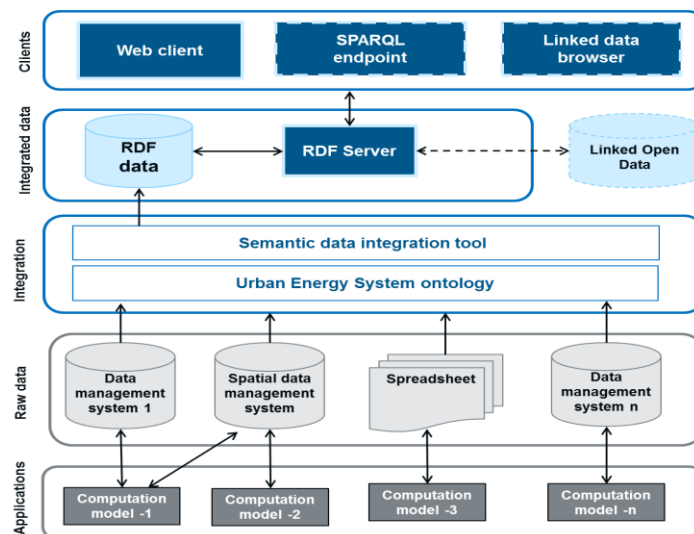 Clients
Web client
SPARQL
endpoint
Linked data
browser
Integrated data
RDF
data
RDF Server
Linked Open
Data
Integration
Semantic data integration tool
Urban Energy System ontology
Raw data
Data
management
system 1
Spatial data
management
system
Spreadsheet
Data
management
system n
Applications
Computation
model -1
Computation
model -2
Computation
model -3
Computation
model -n